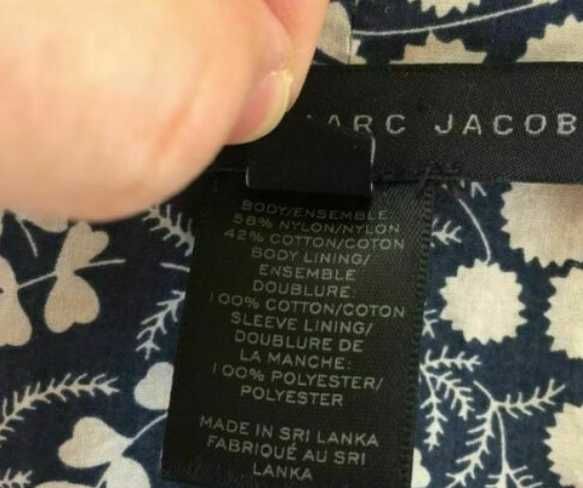 MARC JACOB
BODY/ENSEMBLE
58% NYLON/NYLON
42% COTTON/COTON
BODY LINING/
ENSEMBLE
DOUBLURE
100% COTTON/COTON
SLEEVE LINING/
DOUBLURE DE
LA MANCHE:
100% POLYESTER/
POLYESTER
MADE IN SRI LANKA
FABRIQUÉ AU SRI
LANKA